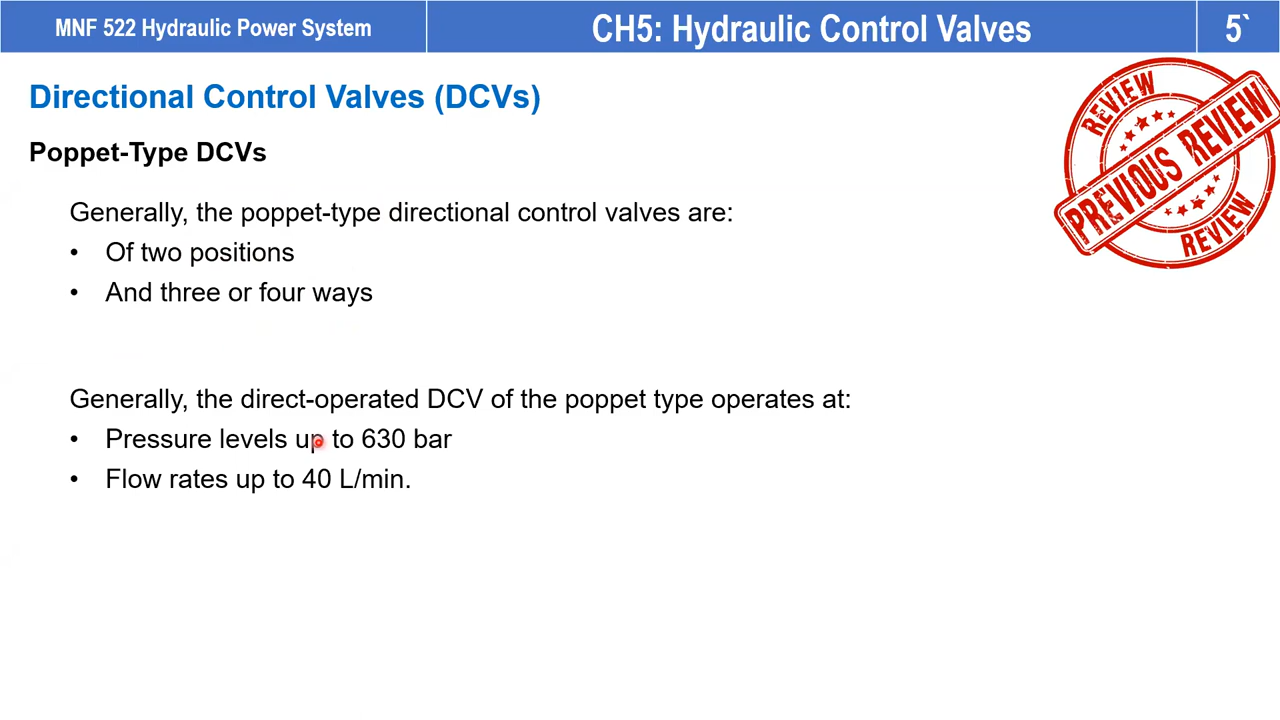 MNF 522 Hydraulic Power System
CH5: Hydraulic Control Valves
5`
Directional Control Valves (DCVs)
REVIEW
PREVIOUS REVIEW
REVIEW
Poppet-Type DCVs
Generally, the poppet-type directional control valves are:
• Of two positions
• And three or four ways
Generally, the direct-operated DCV of the poppet type operates at:
• Pressure levels up to 630 bar
• Flow rates up to 40 L/min.